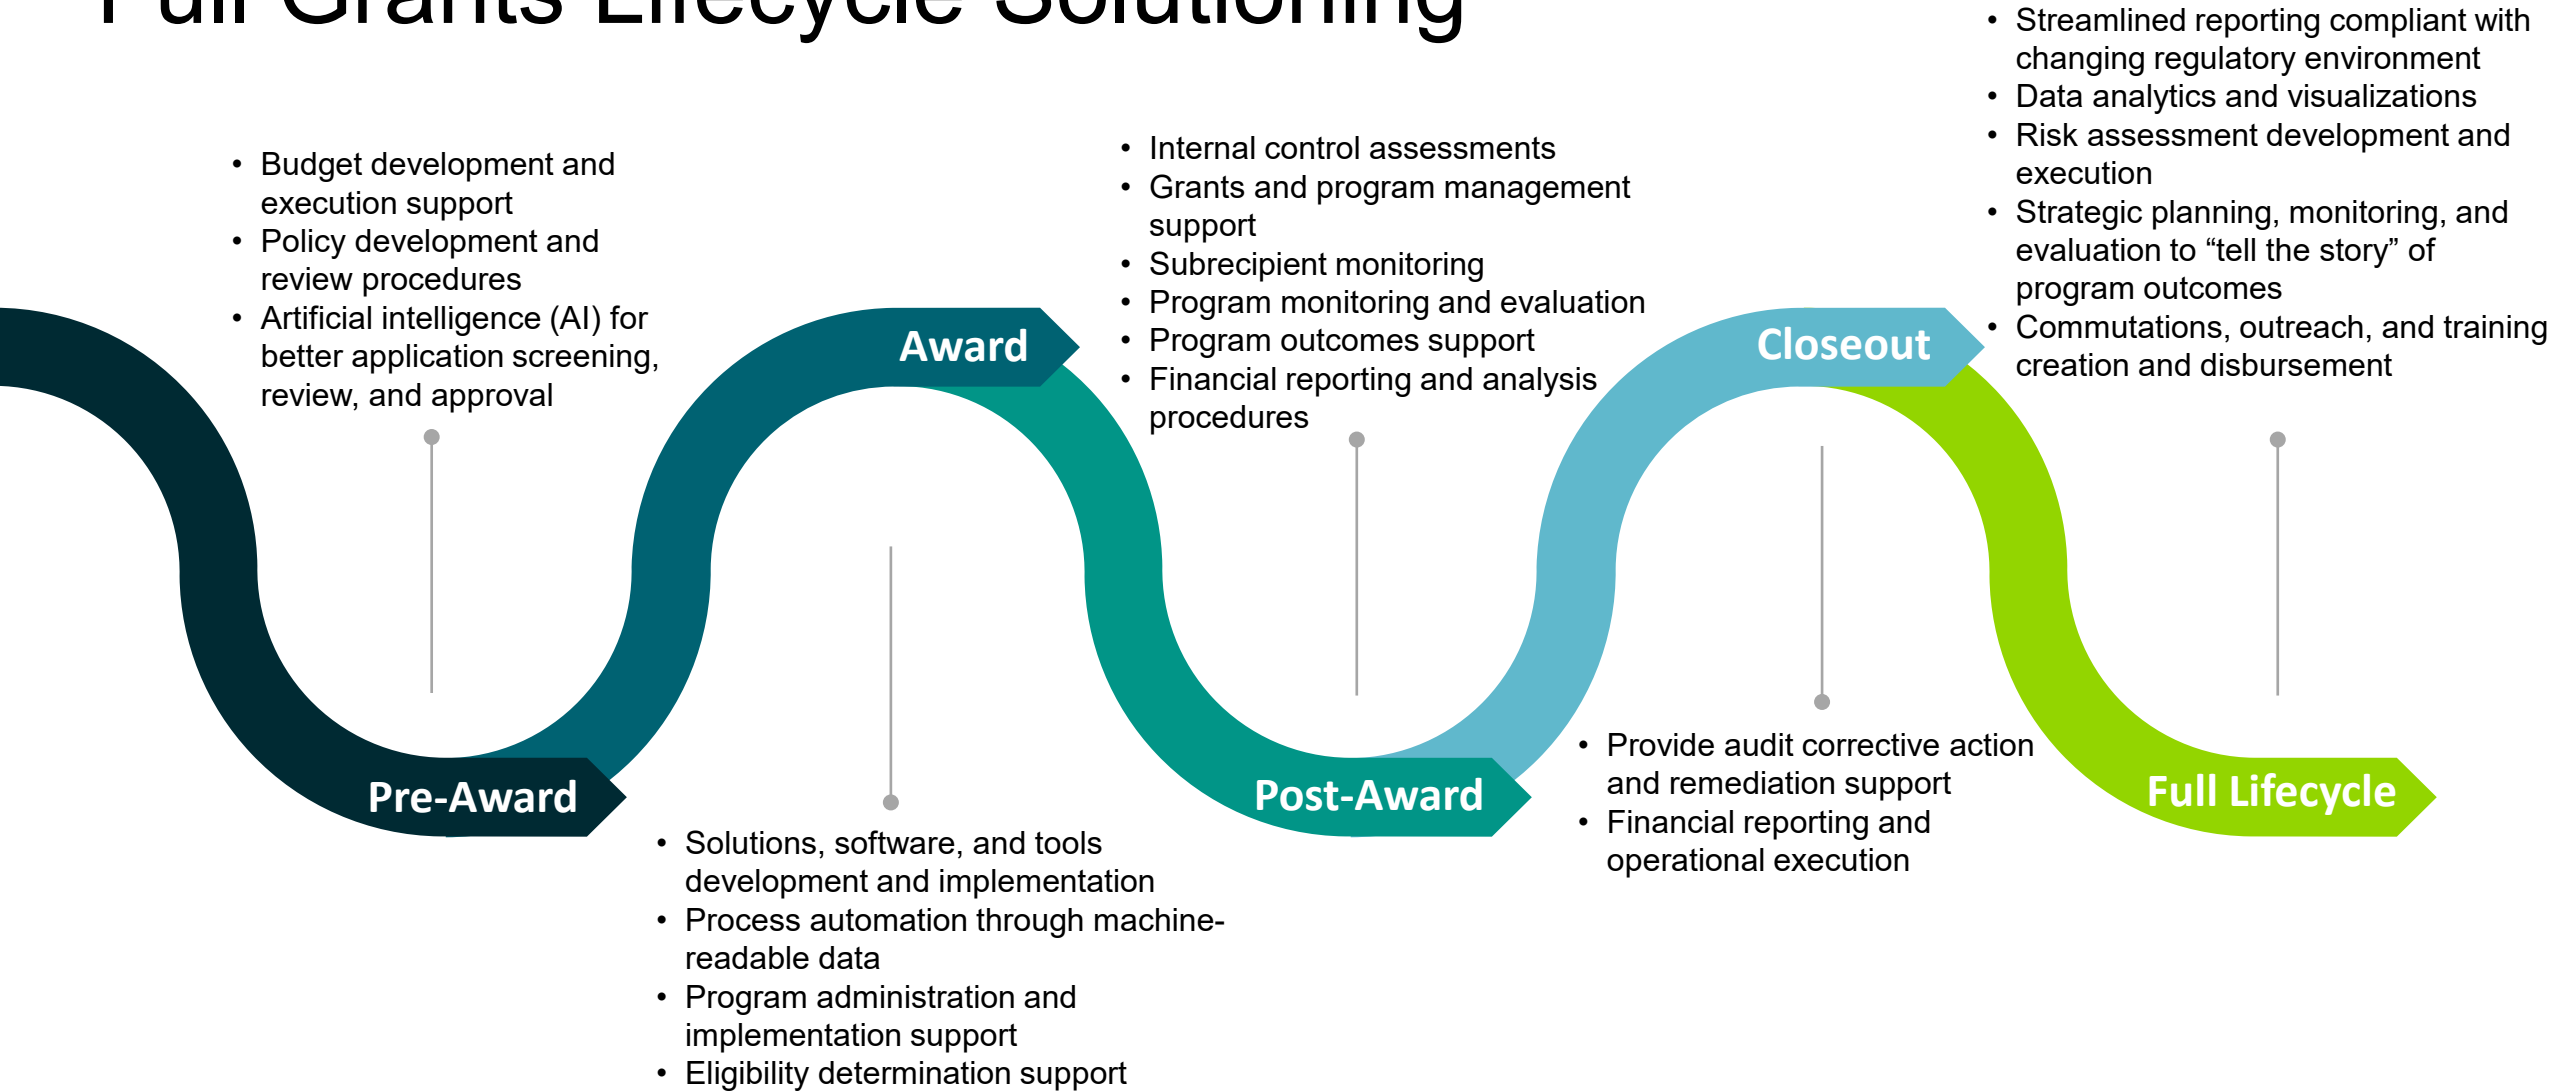 Full Grants Lifecycle Solutioning
• Budget development and
execution support
• Policy development and
review procedures
• Artificial intelligence (AI) for
better application screening,
review, and approval
Pre-Award
Award
• Solutions, software, and tools
development and implementation
• Process automation through machine-
readable data
• Program administration and
implementation support
• Eligibility determination support
• Internal control assessments
• Grants and program management
support
• Subrecipient monitoring
• Program monitoring and evaluation
• Program outcomes support
• Financial reporting and analysis
procedures
Post-Award
Closeout
• Provide audit corrective action
and remediation support
• Financial reporting and
operational execution
• Streamlined reporting compliant with
changing regulatory environment
• Data analytics and visualizations
• Risk assessment development and
execution
• Strategic planning, monitoring, and
evaluation to “tell the story” of
program outcomes
• Commutations, outreach, and training
creation and disbursement
Full Lifecycle